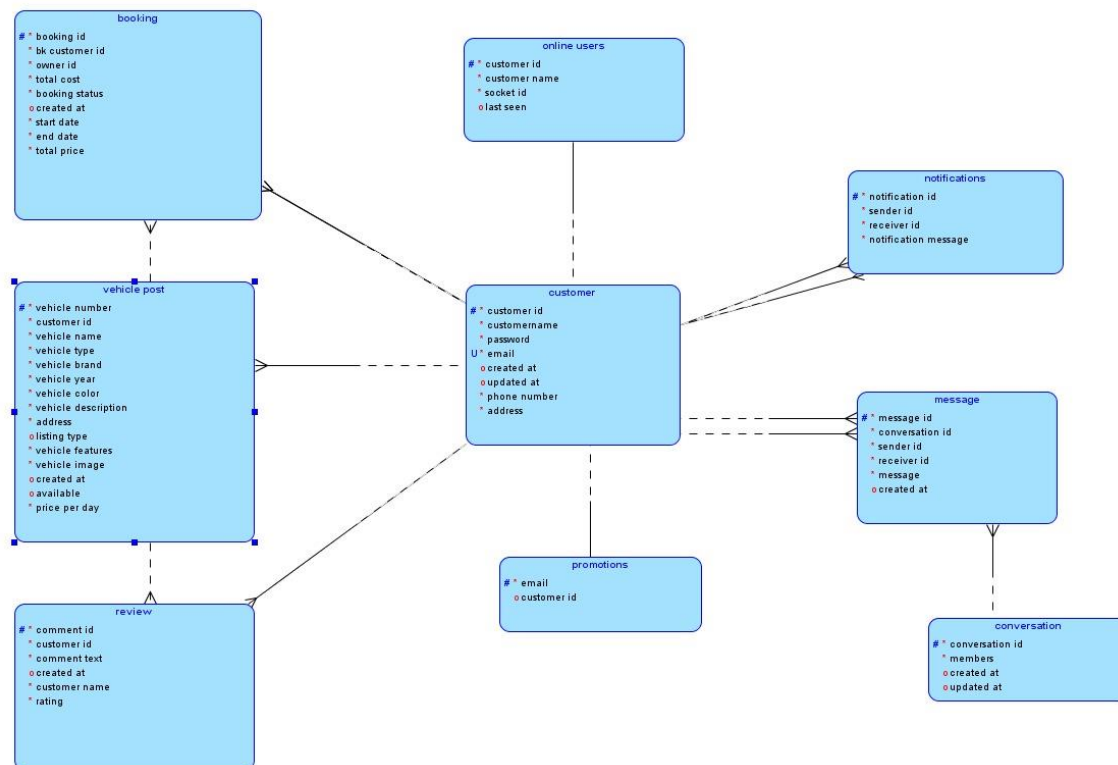 booking
# * booking id
* bk customer id
* owner id
* total cost
* booking status
o created at
* start date
* end date
* total price
online users
# * customer id
* customer name
* socket id
o last seen
notifications
# * notification id
* sender id
* receiver id
* notification message
vehicle post
# * vehicle number
* customer id
* vehicle name
* vehicle type
* vehicle brand
* vehicle year
* vehicle color
* vehicle description
* address
o listing type
* vehicle features
* vehicle image
o created at
o available
* price per day
customer
# * customer id
* customername
* password
U * email
o created at
o updated at
* phone number
* address
message
# * message id
* conversation id
* sender id
* receiver id
* message
o created at
promotions
# * email
o customer id
review
# * comment id
* customer id
* comment text
o created at
* customer name
* rating
conversation
# * conversation id
* members
o created at
o updated at